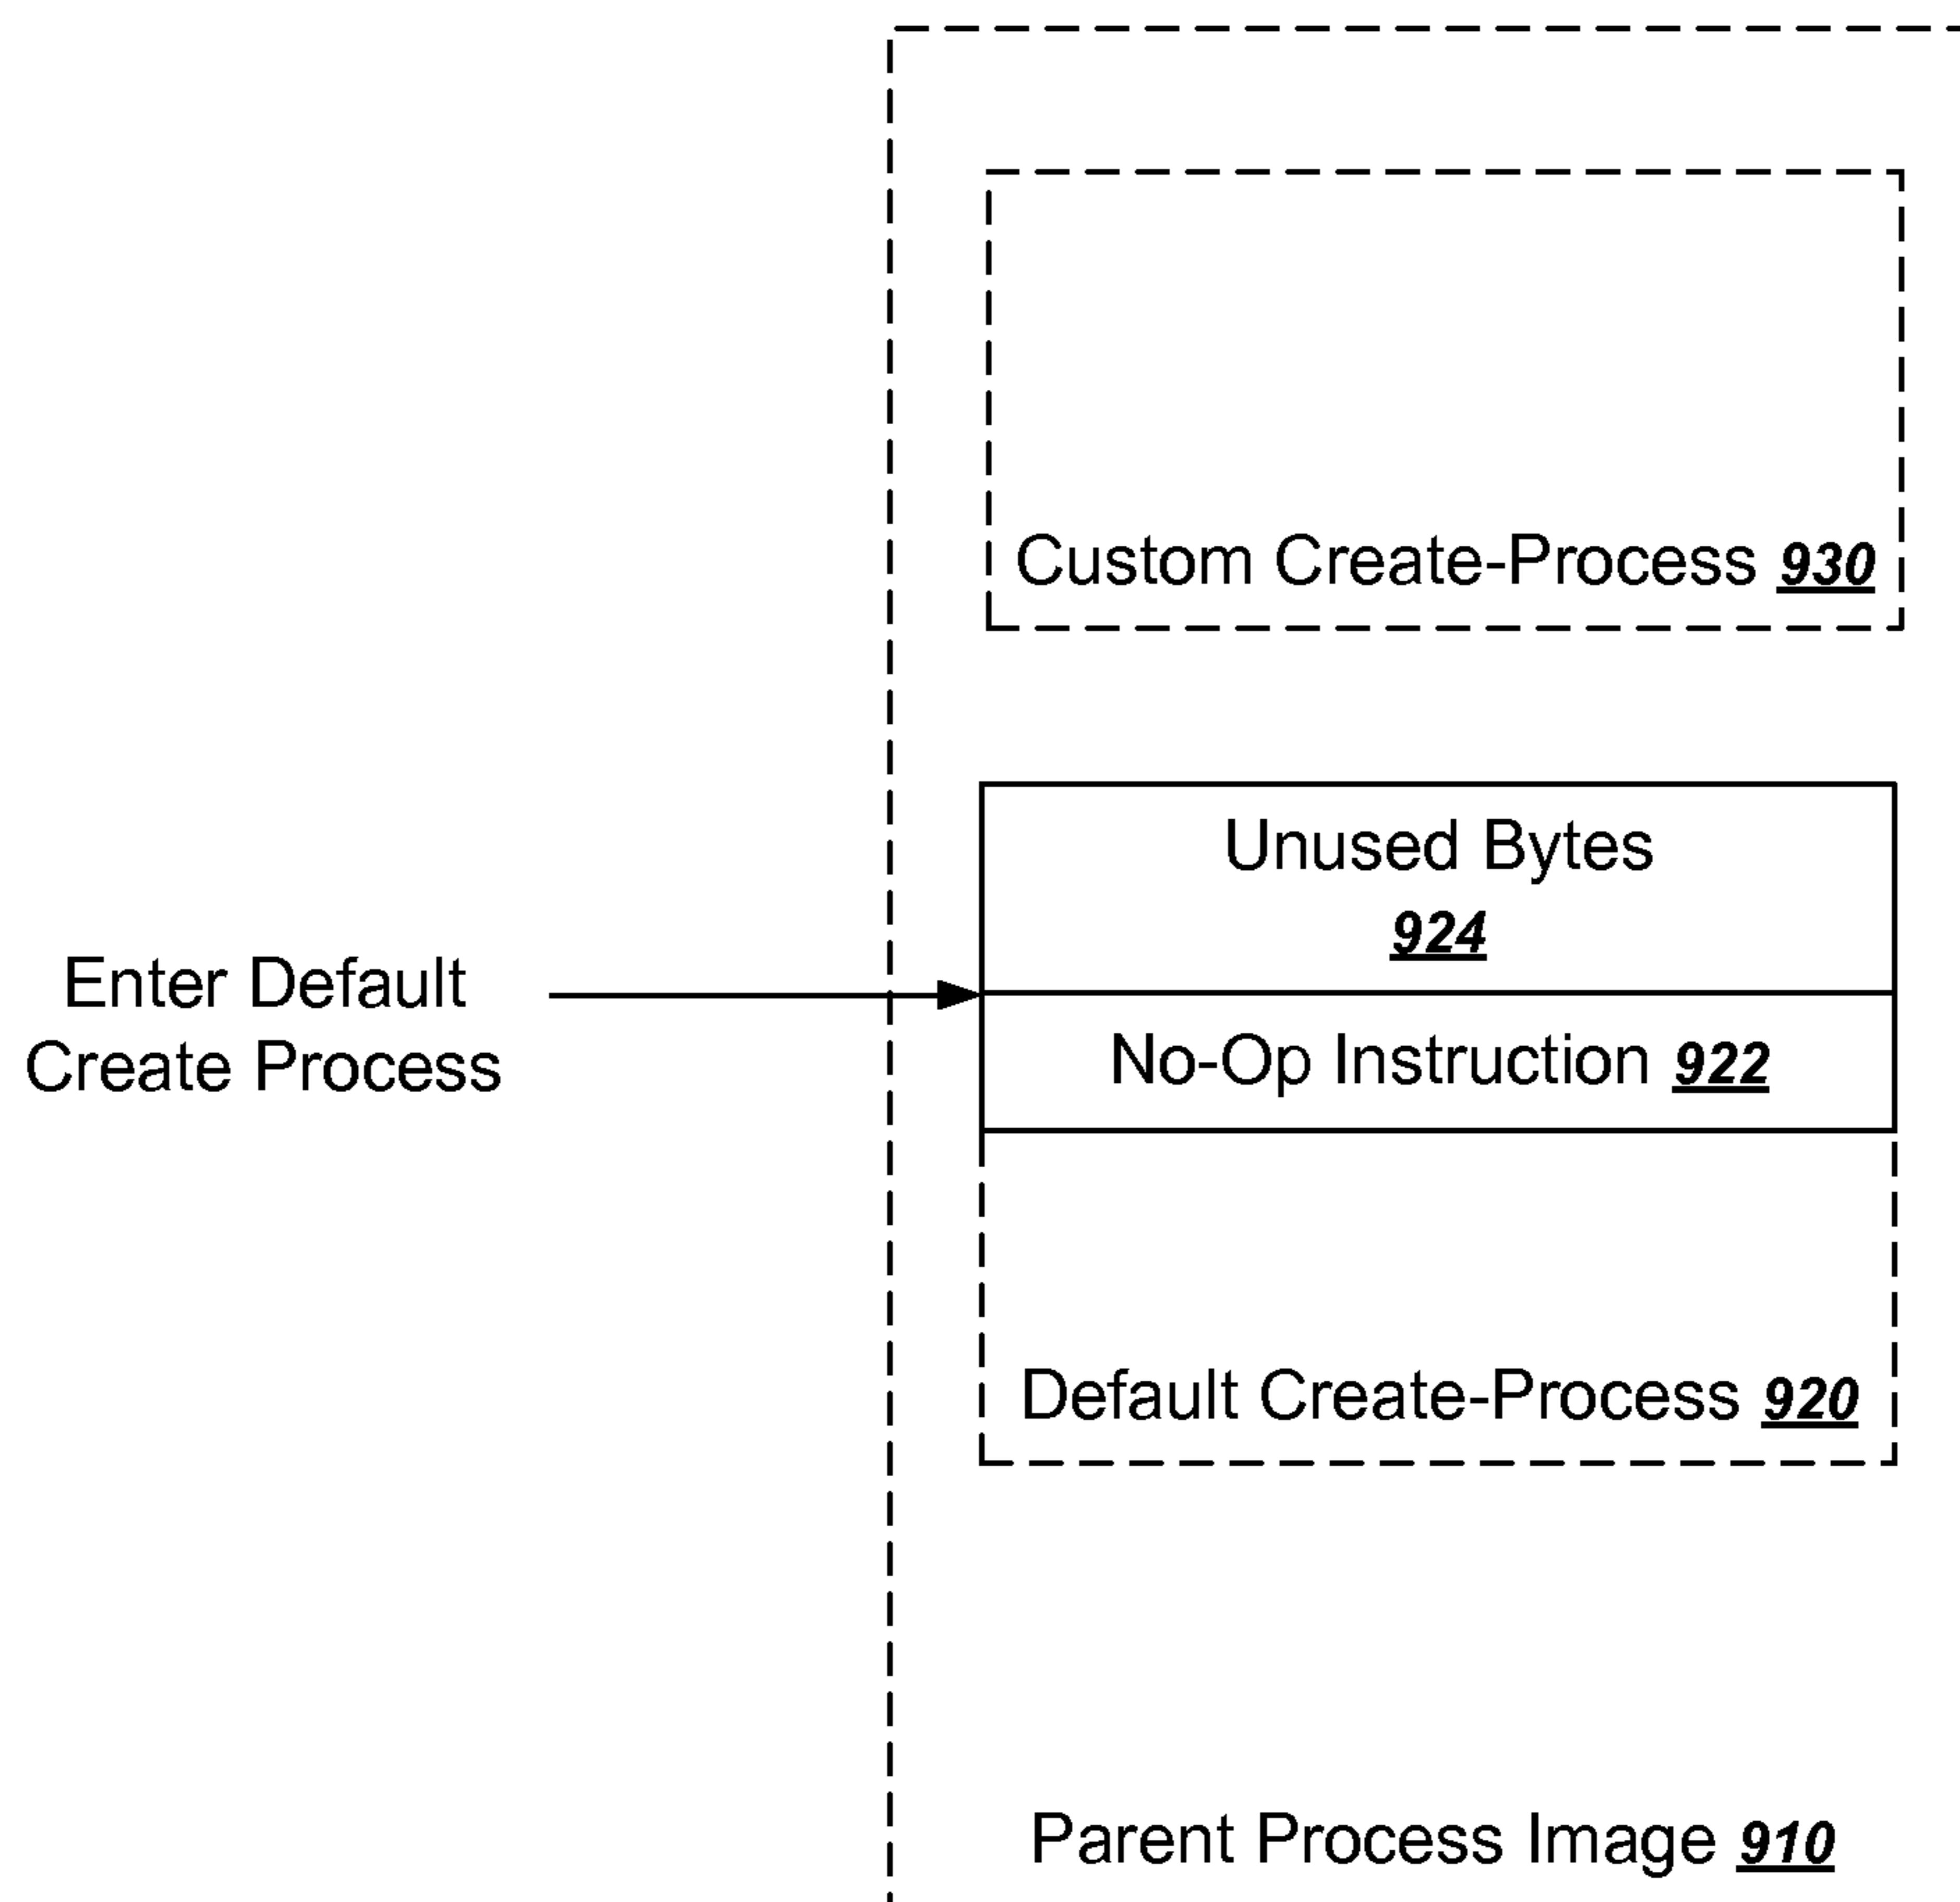 Custom Create-Process 930
Unused Bytes
924
Enter Default
Create Process
No-Op Instruction 922
Default Create-Process 920
Parent Process Image 910